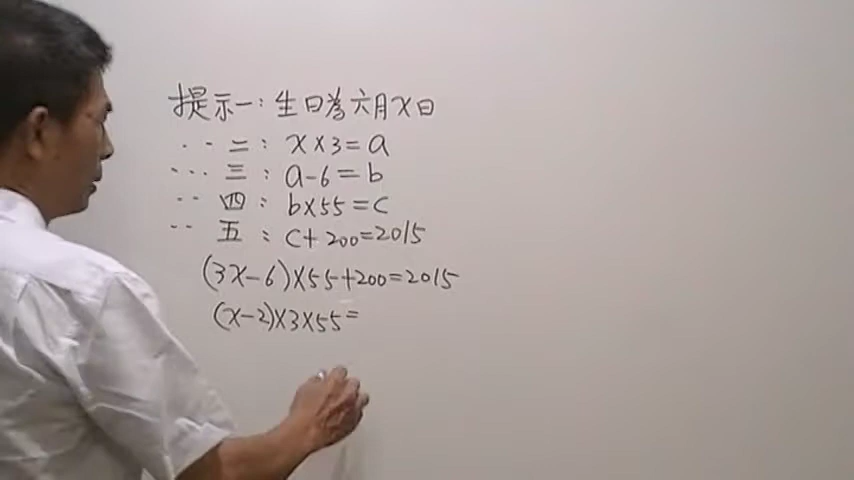 提示一：生日為六月x日
‥ 二：x×3=a
… 三：a-6=b
‥ 四：b×55=c
‥ 五：c+200=2015
(3x-6)×55+200=2015
(x-2)×3×55=